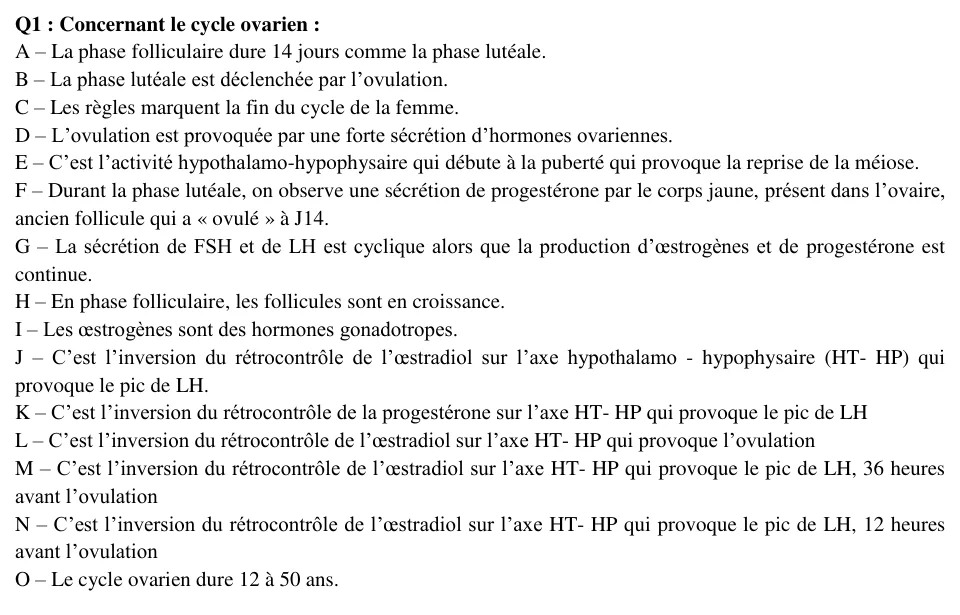 Q1 : Concernant le cycle ovarien :
A – La phase folliculaire dure 14 jours comme la phase lutéale.
B – La phase lutéale est déclenchée par l’ovulation.
C – Les règles marquent la fin du cycle de la femme.
D – L’ovulation est provoquée par une forte sécrétion d’hormones ovariennes.
E – C’est l’activité hypothalamo-hypophysaire qui débute à la puberté qui provoque la reprise de la méiose.
F – Durant la phase lutéale, on observe une sécrétion de progestérone par le corps jaune, présent dans l’ovaire,
ancien follicule qui a « ovulé » à J14.
G – La sécrétion de FSH et de LH est cyclique alors que la production d’œstrogènes et de progestérone est
continue.
H – En phase folliculaire, les follicules sont en croissance.
I – Les œstrogènes sont des hormones gonadotropes.
J – C’est l’inversion du rétrocontrôle de l’œstradiol sur l’axe hypothalamo - hypophysaire (HT- HP) qui
provoque le pic de LH.
K – C’est l’inversion du rétrocontrôle de la progestérone sur l’axe HT- HP qui provoque le pic de LH
L – C’est l’inversion du rétrocontrôle de l’œstradiol sur l’axe HT- HP qui provoque l’ovulation
M – C’est l’inversion du rétrocontrôle de l’œstradiol sur l’axe HT- HP qui provoque le pic de LH, 36 heures
avant l’ovulation
N – C’est l’inversion du rétrocontrôle de l’œstradiol sur l’axe HT- HP qui provoque le pic de LH, 12 heures
avant l’ovulation
O – Le cycle ovarien dure 12 à 50 ans.